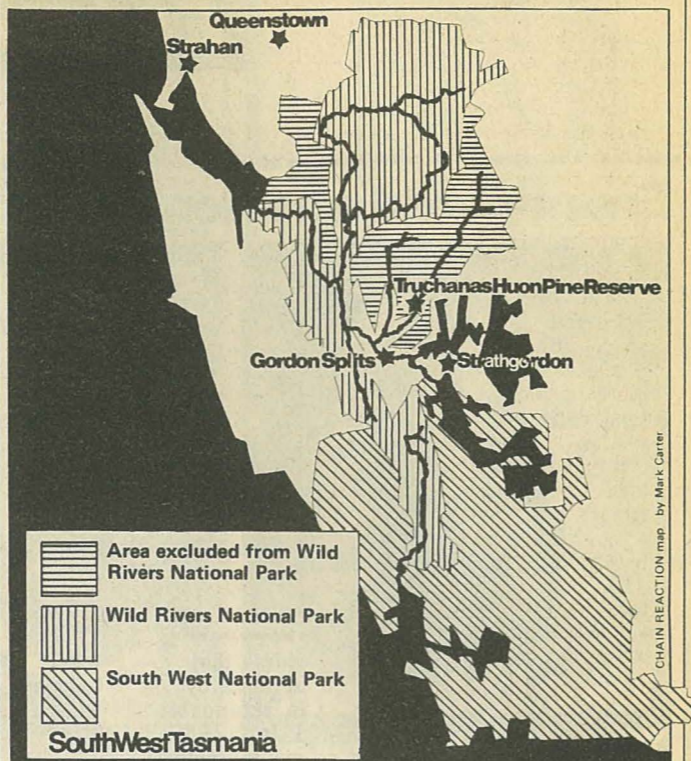 Queenstown
Strahan
TruchanasHuonPineReserve
Gordon Splits
Strathgordon
Area excluded from Wild
Rivers National Park
Wild Rivers National Park
South West National Park
SouthWestTasmania
CHAIN REACTION map by Mark Carter